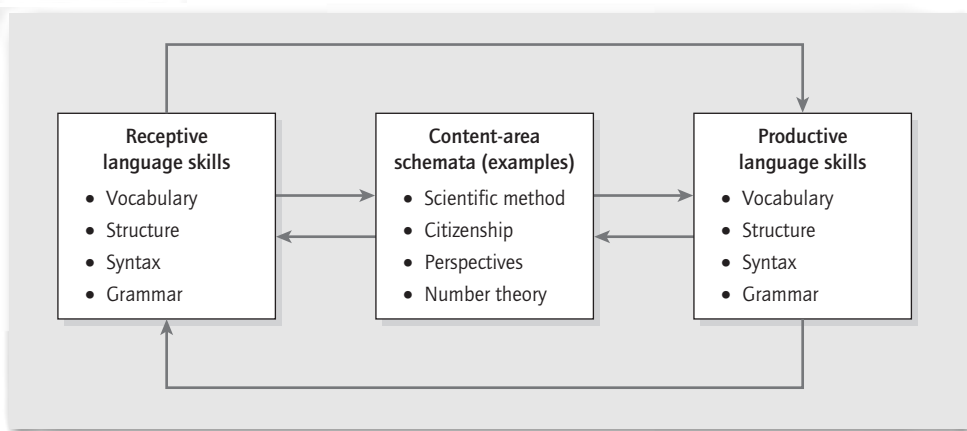 Receptive
language skills
• Vocabulary
• Structure
• Syntax
• Grammar
Content-area
schemata (examples)
• Scientific method
• Citizenship
• Perspectives
• Number theory
Productive
language skills
• Vocabulary
• Structure
• Syntax
• Grammar